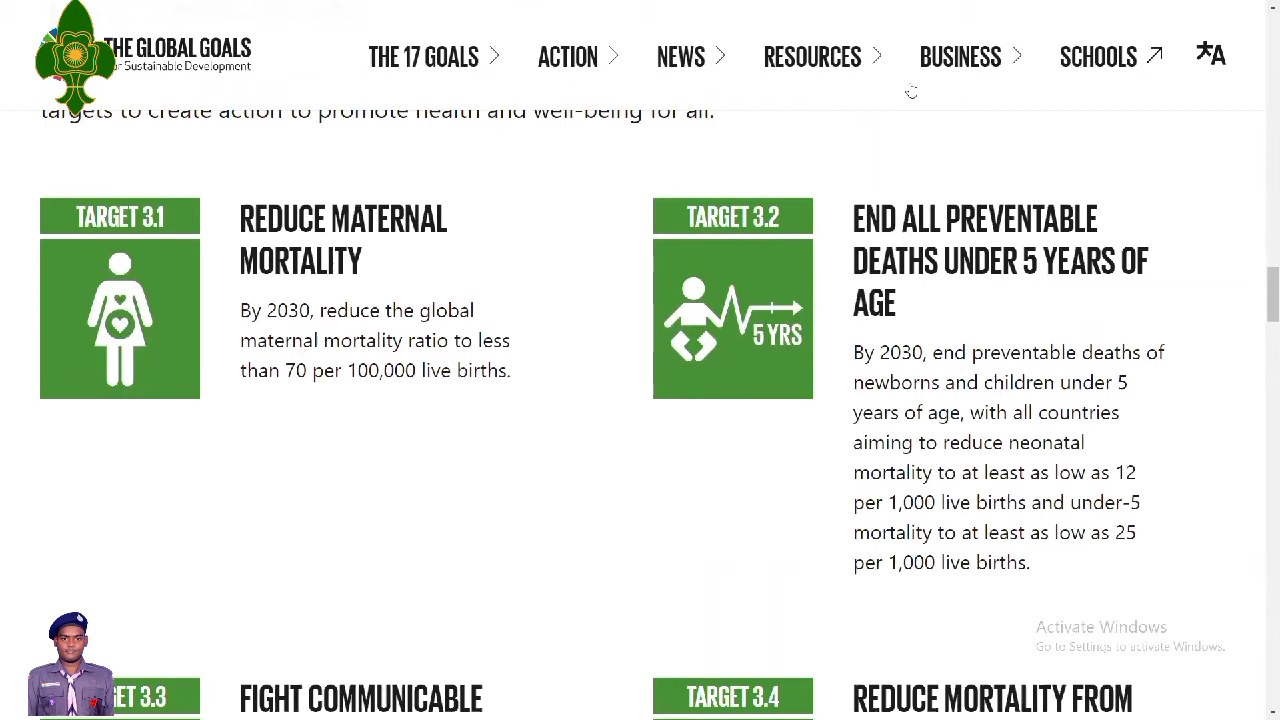 THE GLOBAL GOALS
For Sustainable Development
THE 17 GOALS
ACTION
NEWS
RESOURCES
BUSINESS
SCHOOLS
targets to create action to promote health and well-being for all.
TARGET 3.1
REDUCE MATERNAL
MORTALITY
By 2030, reduce the global
maternal mortality ratio to less
than 70 per 100,000 live births.
TARGET 3.2
5 YRS
END ALL PREVENTABLE
DEATHS UNDER 5 YEARS OF
AGE
By 2030, end preventable deaths of
newborns and children under 5
years of age, with all countries
aiming to reduce neonatal
mortality to at least as low as 12
per 1,000 live births and under-5
mortality to at least as low as 25
per 1,000 live births.
Activate Windows
Go to Settings to activate Windows.
GET 3.3
FIGHT COMMUNICABLE
TARGET 3.4
REDUCE MORTALITY FROM